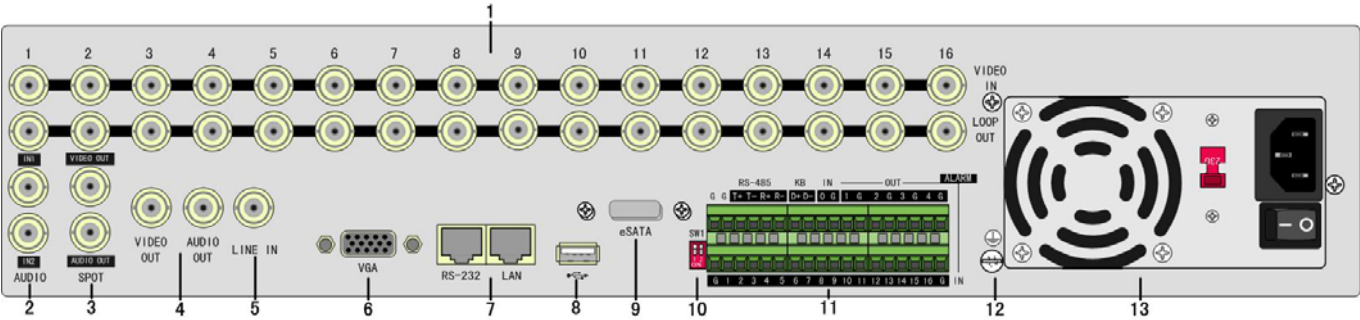 1
1 2 3 4 5 6 7 8 9 10 11 12 13 14 15 16
VIDEO IN
LOOP OUT
IN1 VIDEO OUT
IN2 AUDIO OUT
AUDIO SPOT
VIDEO OUT
AUDIO OUT
LINE IN
VGA
RS-232 LAN
eSATA
SW1
1 2
ON
ALARM
RS-485 KB IN OUT
G G T+ T- R+ R- D+ D- O G 1 G 2 G 3 G 4 G
G 1 2 3 4 5 6 7 8 9 10 11 12 13 14 15 16 G IN
230
2 3 4 5 6 7 8 9 10 11 12 13